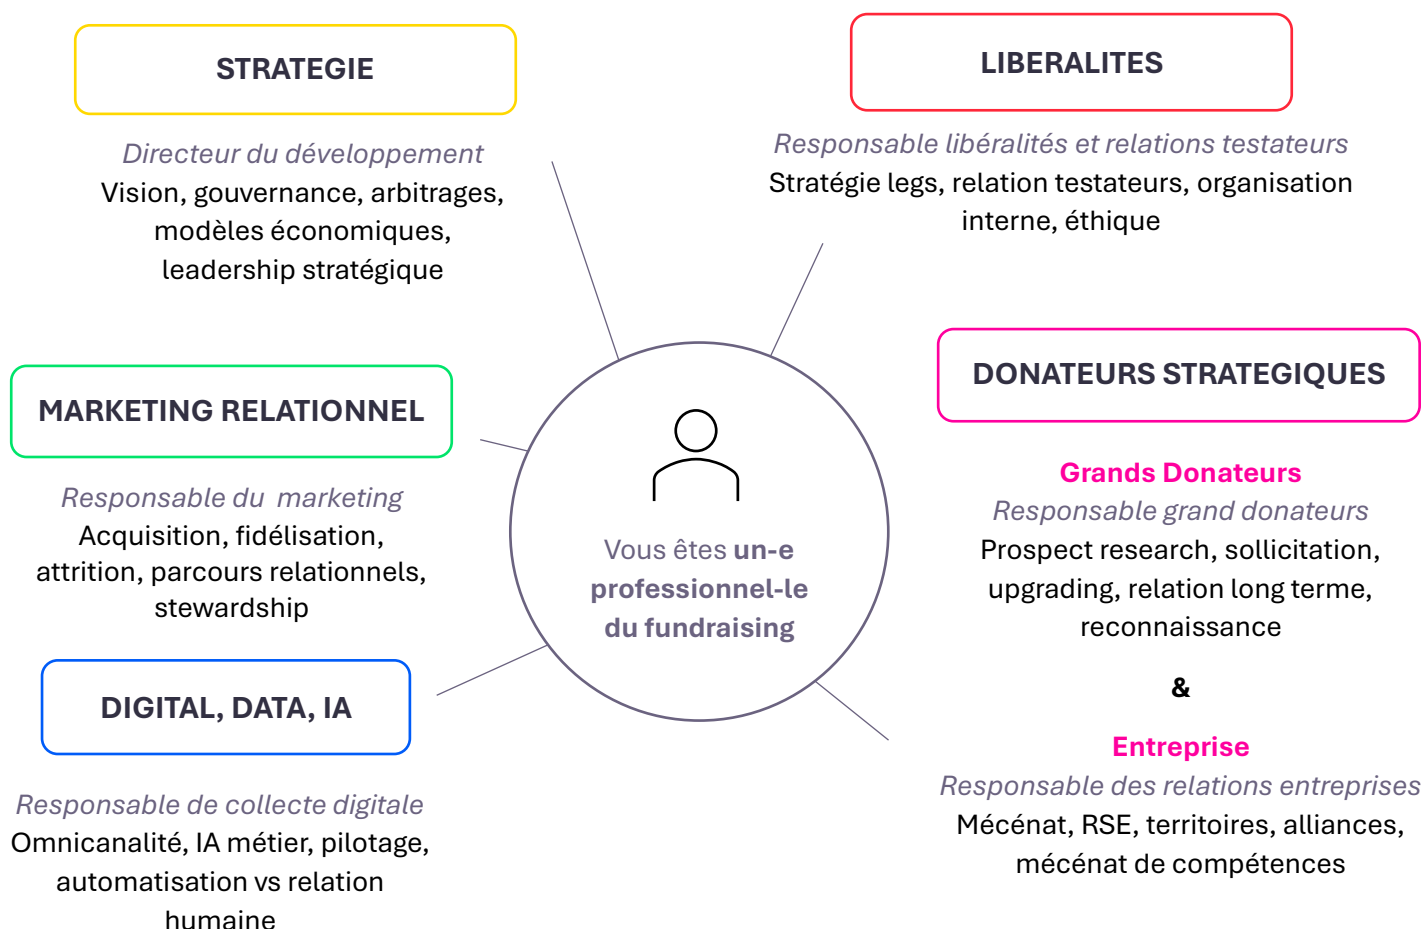 STRATEGIE
Directeur du développement
Vision, gouvernance, arbitrages,
modèles économiques,
leadership stratégique
LIBERALITES
Responsable libéralités et relations testateurs
Stratégie legs, relation testateurs, organisation
interne, éthique
MARKETING RELATIONNEL
Responsable du  marketing
Acquisition, fidélisation,
attrition, parcours relationnels,
stewardship
DIGITAL, DATA, IA
Responsable de collecte digitale
Omnicanalité, IA métier, pilotage,
automatisation vs relation
humaine
Vous êtes un-e
professionnel-le
du fundraising
DONATEURS STRATEGIQUES
Grands Donateurs
Responsable grand donateurs
Prospect research, sollicitation,
upgrading, relation long terme,
reconnaissance
&
Entreprise
Responsable des relations entreprises
Mécénat, RSE, territoires, alliances,
mécénat de compétences